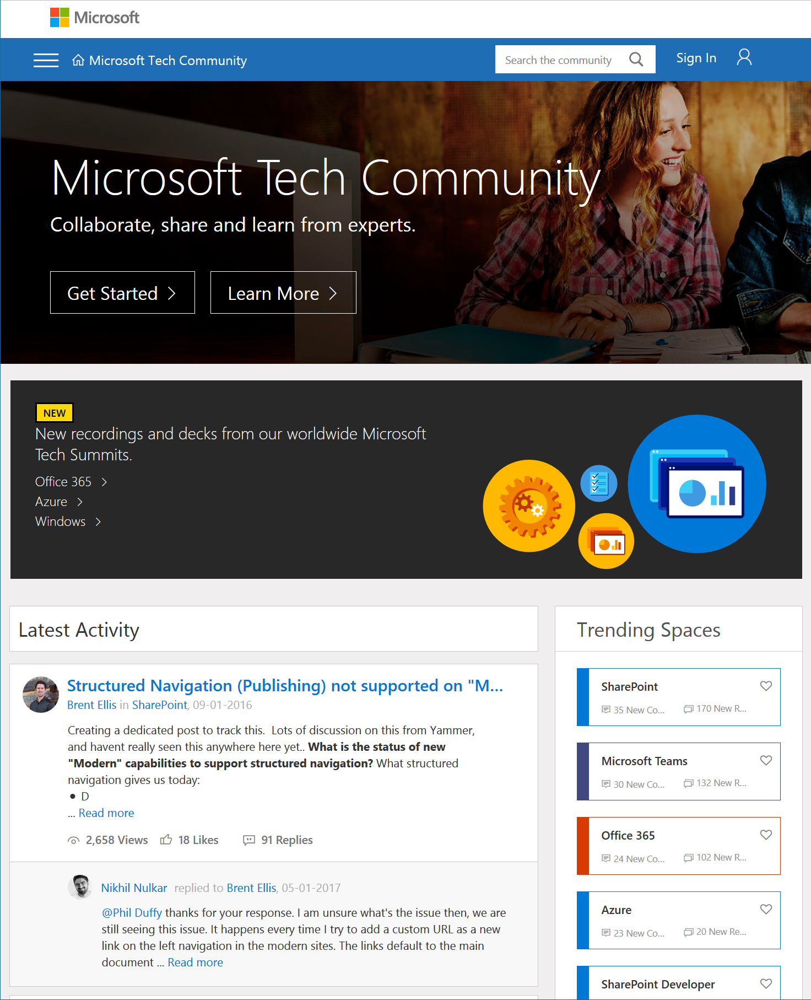 Microsoft
Microsoft Tech Community
Search the community
Sign In
Microsoft Tech Community
Collaborate, share and learn from experts.
Get Started
Learn More
NEW
New recordings and decks from our worldwide Microsoft
Tech Summits.
Office 365
Azure
Windows
Latest Activity
Structured Navigation (Publishing) not supported on "M...
Brent Ellis in SharePoint, 09-01-2016
Creating a dedicated post to track this.  Lots of discussion on this from Yammer,
and havent really seen this anywhere here yet.. What is the status of new
"Modern" capabilities to support structured navigation? What structured
navigation gives us today:
• D
... Read more
2,658 Views
18 Likes
91 Replies
Nikhil Nulkar replied to Brent Ellis, 05-01-2017
@Phil Duffy thanks for your response. I am unsure what's the issue then, we are
still seeing this issue. It happens every time I try to add a custom URL as a new
link on the left navigation in the modern sites. The links default to the main
document ... Read more
Trending Spaces
SharePoint
35 New Co...
170 New R...
Microsoft Teams
30 New Co...
132 New R...
Office 365
24 New Co...
102 New R...
Azure
23 New Co...
20 New Re...
SharePoint Developer